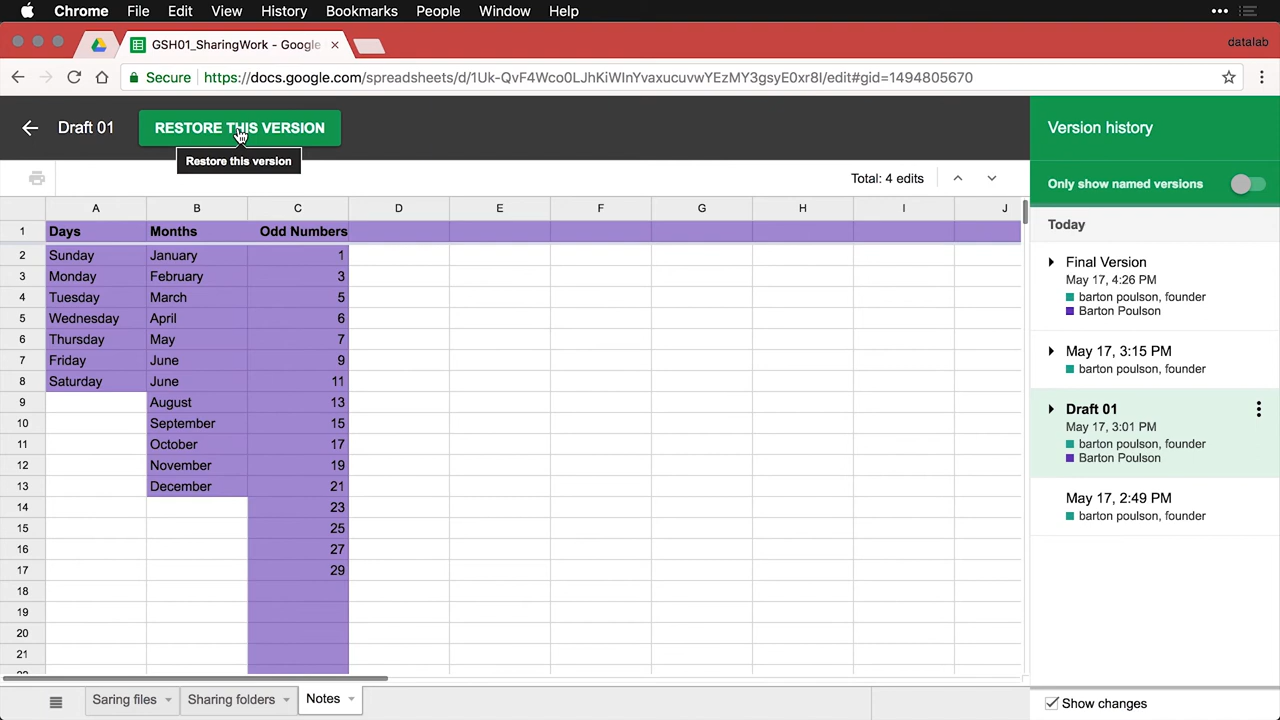 Chrome File Edit View History Bookmarks People Window Help
GSH01_SharingWork - Google
datalab
Secure https://docs.google.com/spreadsheets/d/1Uk-QvF4Wco0LJhKiWlnYvaxucuvwYEzMY3gsyE0xr8I/edit#gid=1494805670
Draft 01 RESTORE THIS VERSION
Restore this version
Total: 4 edits
A B C D E F G H I J
1 Days Months Odd Numbers
2 Sunday January 1
3 Monday February 3
4 Tuesday March 5
5 Wednesday April 6
6 Thursday May 7
7 Friday June 9
8 Saturday June 11
9 August 13
10 September 15
11 October 17
12 November 19
13 December 21
14 23
15 25
16 27
17 29
18
19
20
21
Saring files Sharing folders Notes
Version history
Only show named versions
Today
Final Version
May 17, 4:26 PM
barton poulson, founder
Barton Poulson
May 17, 3:15 PM
barton poulson, founder
Draft 01
May 17, 3:01 PM
barton poulson, founder
Barton Poulson
May 17, 2:49 PM
barton poulson, founder
Show changes